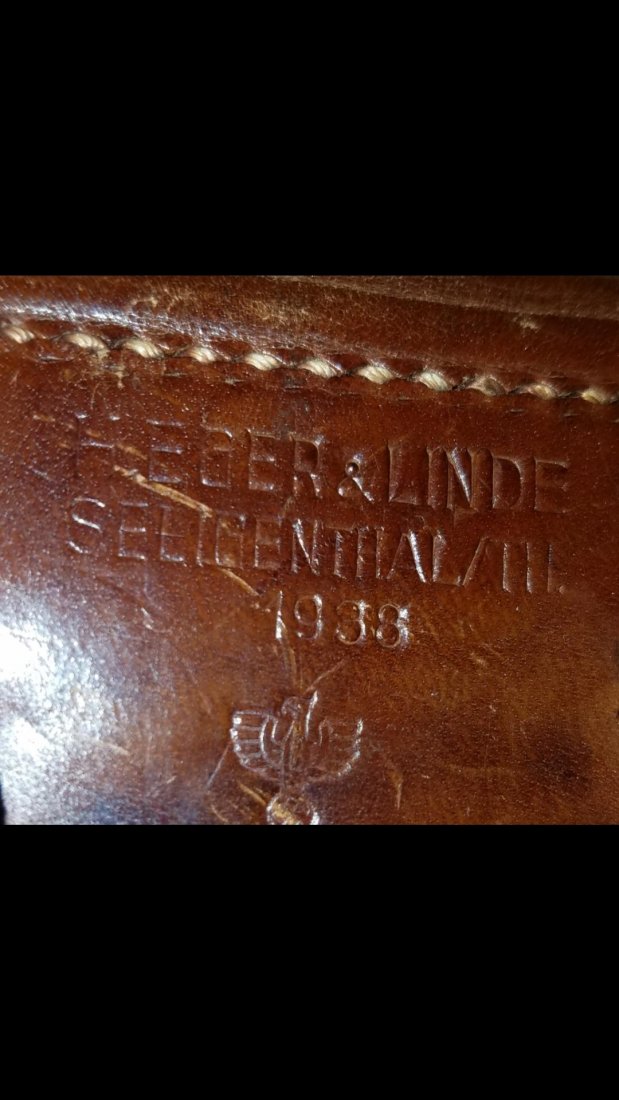 & LINDE
SELIGENTHAL/TH.
1938